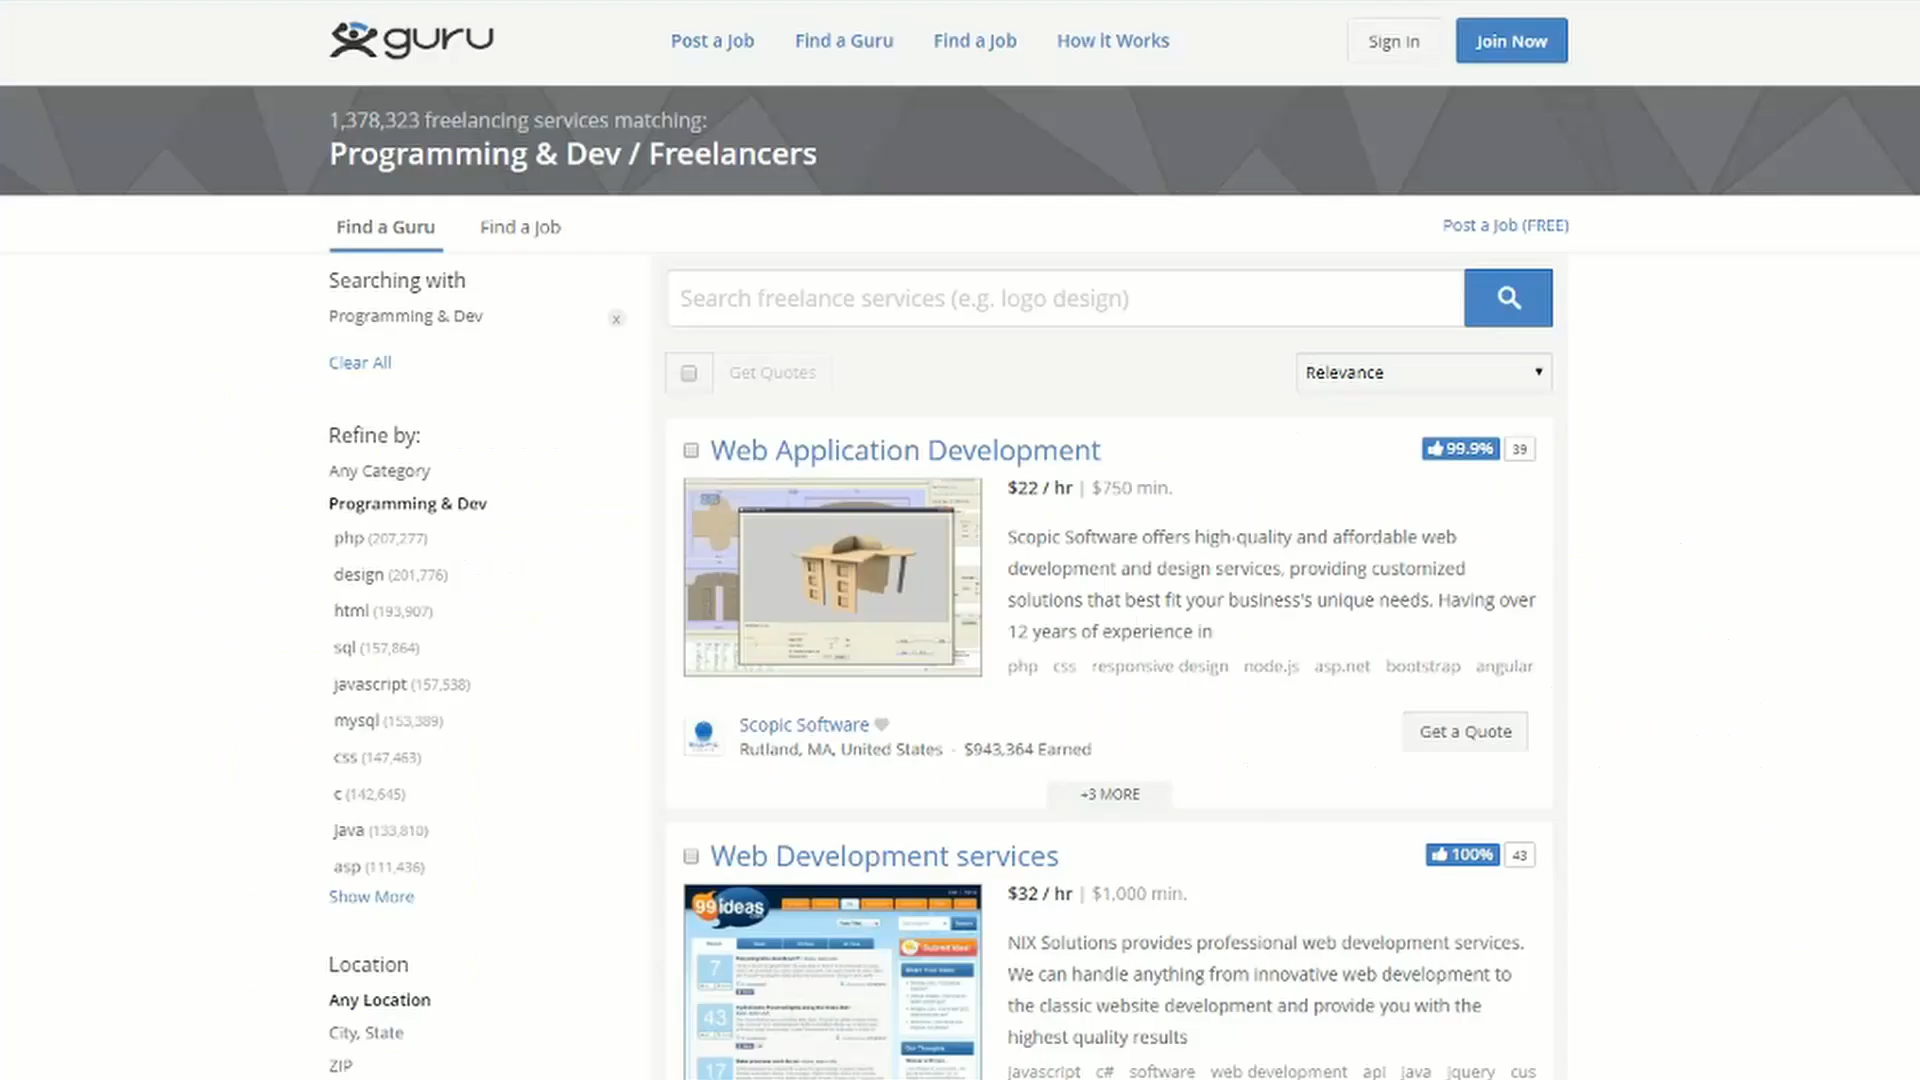 guru
Post a Job
Find a Guru
Find a Job
How it Works
Sign In
Join Now
1,378,323 freelancing services matching:
Programming & Dev / Freelancers
Find a Guru
Find a Job
Post a Job (FREE)
Searching with
Programming & Dev
x
Clear All
Refine by:
Any Category
Programming & Dev
php (207,277)
design (201,776)
html (193,907)
sql (157,864)
javascript (157,538)
mysql (153,389)
css (147,463)
c (142,645)
java (133,810)
asp (111,436)
Show More
Location
Any Location
City, State
ZIP
Search freelance services (e.g. logo design)
Get Quotes
Relevance
Web Application Development
99.9%
39
$22 / hr | $750 min.
Scopic Software offers high-quality and affordable web
development and design services, providing customized
solutions that best fit your business's unique needs. Having over
12 years of experience in
php css responsive design node.js asp.net bootstrap angular
Scopic Software
Rutland, MA, United States - $943,364 Earned
Get a Quote
+3 MORE
Web Development services
100%
43
$32 / hr | $1,000 min.
NIX Solutions provides professional web development services.
We can handle anything from innovative web development to
the classic website development and provide you with the
highest quality results
javascript c# software web development api java jquery cus
99ideas
7
43
17